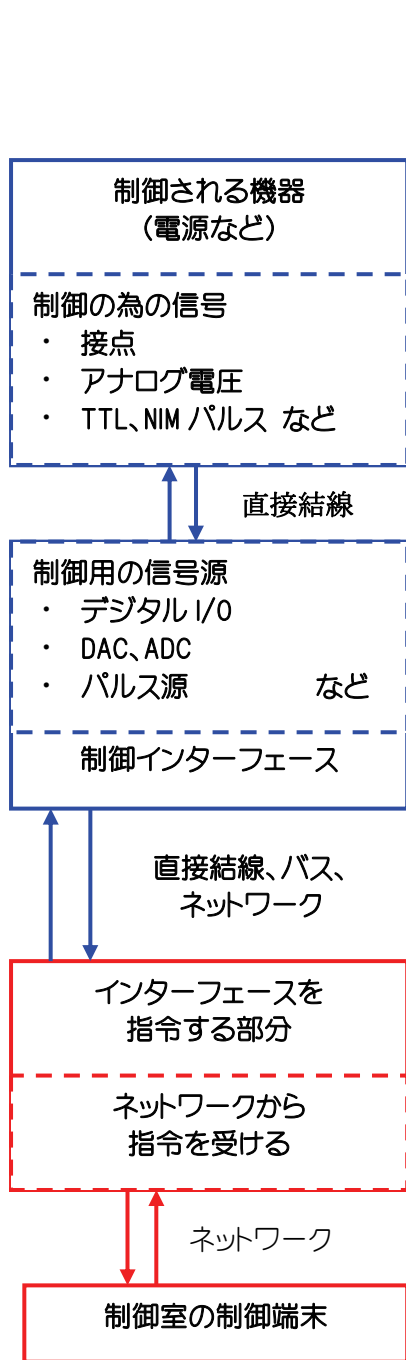 制御される機器
(電源など)
制御の為の信号
・ 接点
・ アナログ電圧
・ TTL、NIM パルス など
直接結線
制御用の信号源
・ デジタル I/O
・ DAC、ADC
・ パルス源 など
制御インターフェース
直接結線、バス、
ネットワーク
インターフェースを
指令する部分
ネットワークから
指令を受ける
ネットワーク
制御室の制御端末